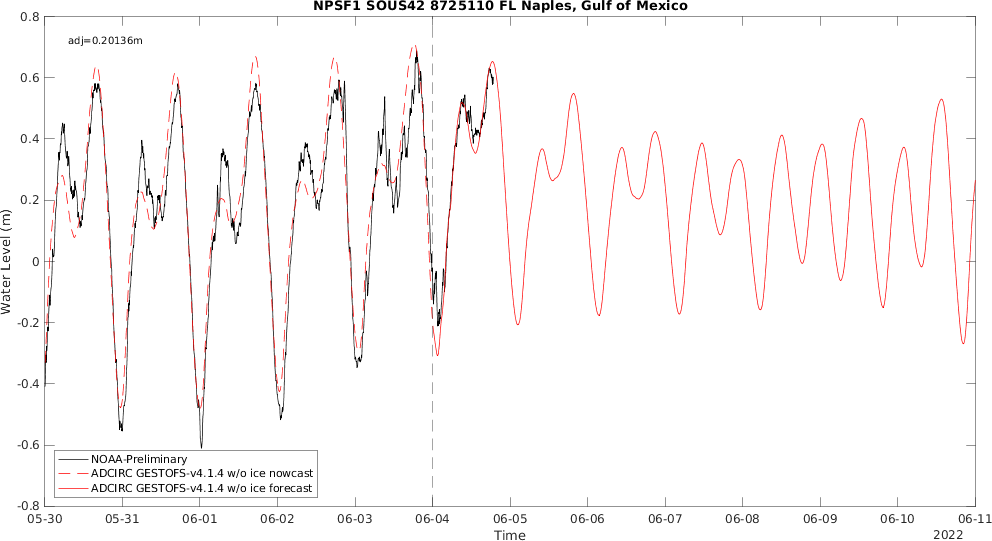 NPSF1 SOUS42 8725110 FL Naples, Gulf of Mexico
adj=0.20136m
0.8
0.6
0.4
0.2
0
-0.2
-0.4
-0.6
-0.8
Water Level (m)
NOAA-Preliminary
ADCIRC GESTOFS-v4.1.4 w/o ice nowcast
ADCIRC GESTOFS-v4.1.4 w/o ice forecast
05-30 05-31 06-01 06-02 06-03 06-04 06-05 06-06 06-07 06-08 06-09 06-10 06-11
Time
2022